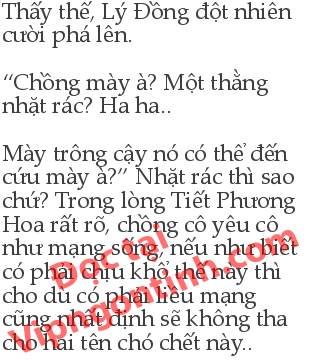 Thấy thế, Lý Đồng đột nhiên
cười phá lên.
“Chồng mày à? Một thằng
nhặt rác? Ha ha..
Mày trông cậy nó có thể đến
cứu mày à?” Nhặt rác thì sao
chứ? Trong lòng Tiết Phương
Hoa rất rõ, chồng cô yêu cô
như mạng sống, nếu như biết
có phải chịu khổ thế này thì
cho dù có phải liều mạng
cũng nhất định sẽ không tha
cho hai tên chó chết này..
Đọc tại
Vipngontinh.com